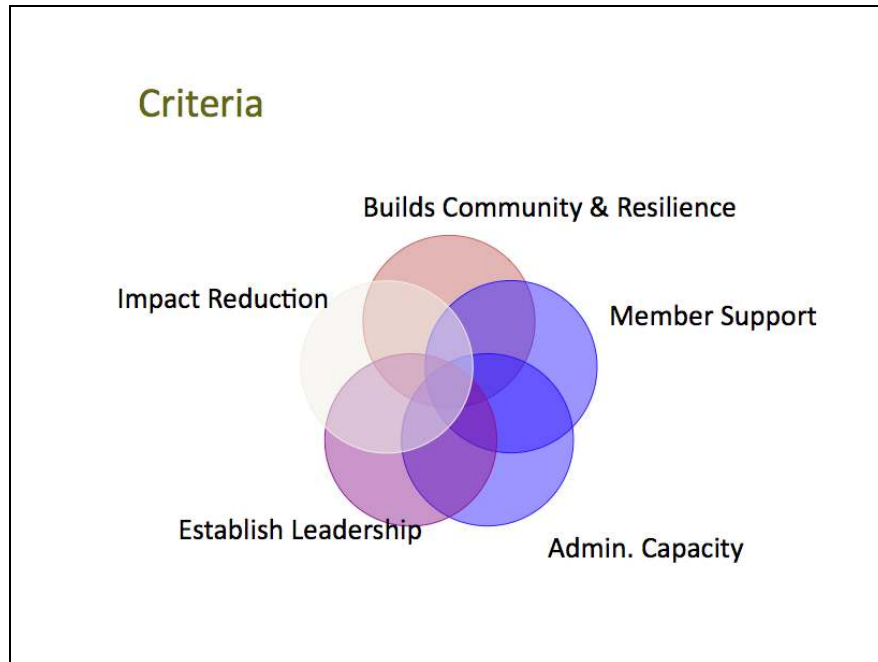 Criteria
Builds Community & Resilience
Impact Reduction
Member Support
Establish Leadership
Admin. Capacity